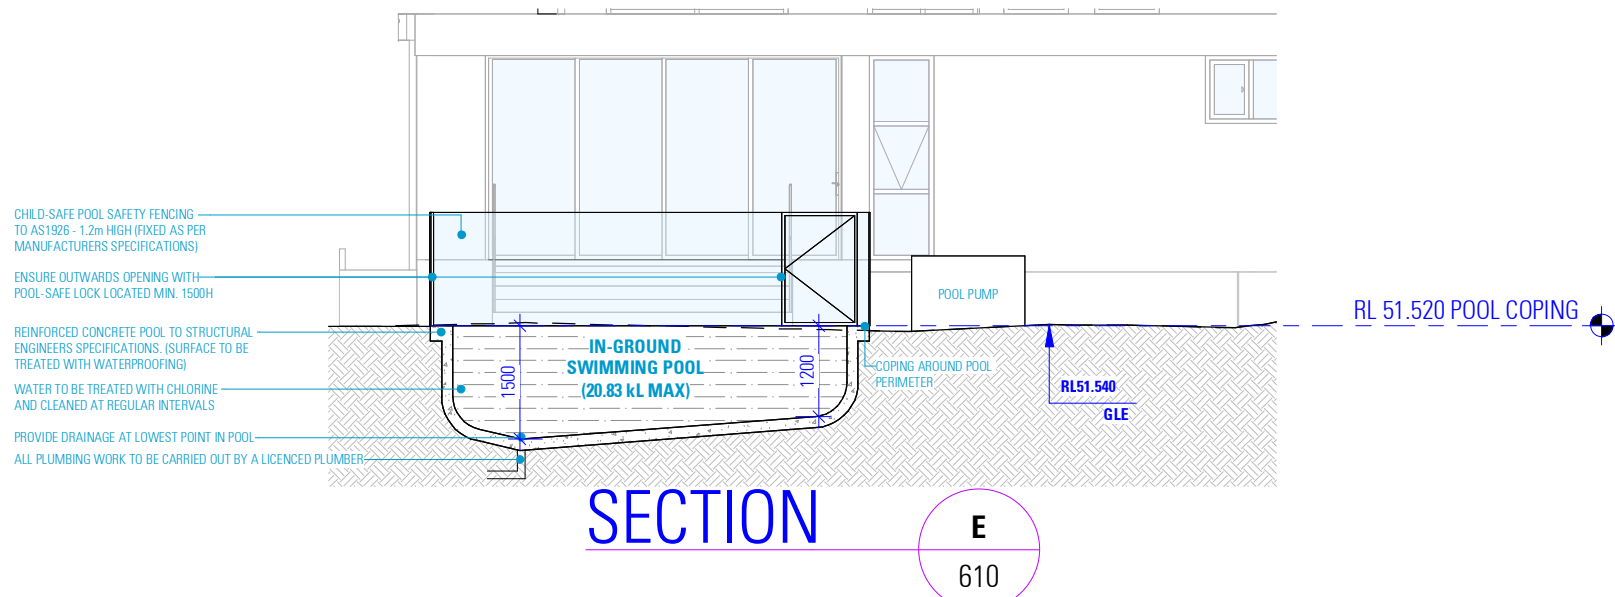 CHILD-SAFE POOL SAFETY FENCING
TO AS1926 - 1.2m HIGH (FIXED AS PER
MANUFACTURERS SPECIFICATIONS)
ENSURE OUTWARDS OPENING WITH
POOL-SAFE LOCK LOCATED MIN. 1500H
REINFORCED CONCRETE POOL TO STRUCTURAL
ENGINEERS SPECIFICATIONS. (SURFACE TO BE
TREATED WITH WATERPROOFING)
WATER TO BE TREATED WITH CHLORINE
AND CLEANED AT REGULAR INTERVALS
PROVIDE DRAINAGE AT LOWEST POINT IN POOL
ALL PLUMBING WORK TO BE CARRIED OUT BY A LICENCED PLUMBER
1500
IN-GROUND
SWIMMING POOL
(20.83 kL MAX)
1200
COPING AROUND POOL
PERIMETER
POOL PUMP
RL51.540
GLE
RL 51.520 POOL COPING
SECTION
E
610